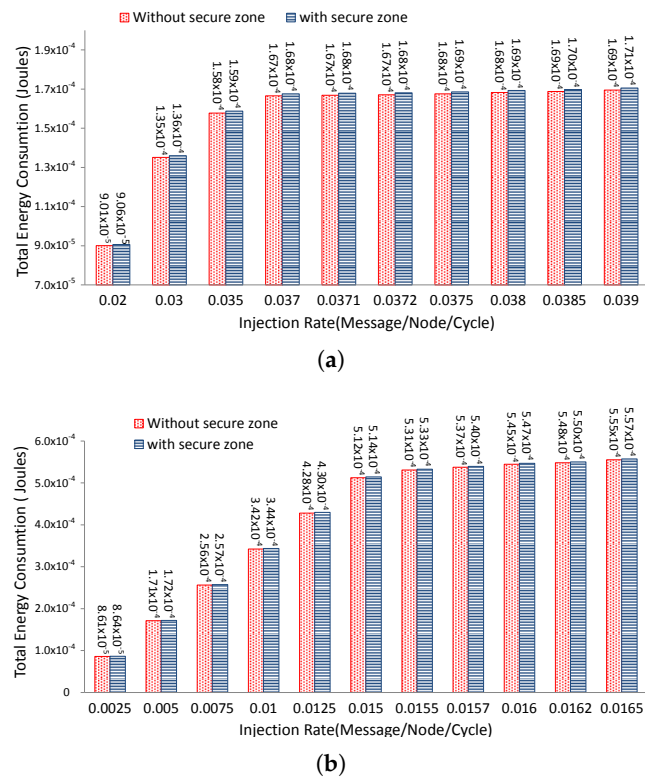 Without secure zone with secure zone
Total Energy Consumtion (Joules)
1.9x10-4
1.7x10-4
1.5x10-4
1.3x10-4
1.1x10-4
9.0x10-5
7.0x10-5
9.01x10-5 9.06x10-5
1.35x10-4 1.36x10-4
1.58x10-4 1.59x10-4
1.67x10-4 1.68x10-4
1.67x10-4 1.68x10-4
1.67x10-4 1.68x10-4
1.68x10-4 1.69x10-4
1.68x10-4 1.69x10-4
1.69x10-4 1.70x10-4
1.69x10-4 1.71x10-4
0.02 0.03 0.035 0.037 0.0371 0.0372 0.0375 0.038 0.0385 0.039
Injection Rate(Message/Node/Cycle)
(a)
Without secure zone
with secure zone
Total Energy Consumtion ( Joules)
6.0x10-4
5.0x10-4
4.0x10-4
3.0x10-4
2.0x10-4
1.0x10-4
0
8.61x10-5 8.64x10-5
1.71x10-4 1.72x10-4
2.56x10-4 2.57x10-4
3.42x10-4 3.44x10-4
4.28x10-4 4.30x10-4
5.12x10-4 5.14x10-4
5.31x10-4 5.33x10-4
5.37x10-4 5.40x10-4
5.45x10-4 5.47x10-4
5.48x10-4 5.50x10-4
5.55x10-4 5.57x10-4
0.0025 0.005 0.0075 0.01 0.0125 0.015 0.0155 0.0157 0.016 0.0162 0.0165
Injection Rate(Message/Node/Cycle)
(b)